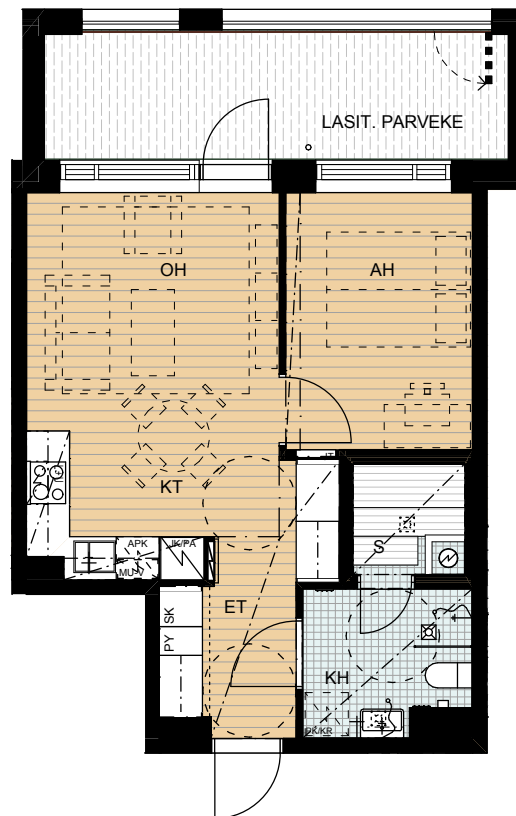 LASIT. PARVEKE
OH
AH
KT
APK
JK/PA
MU
S
ET
SK
PY
KH
PK/KR